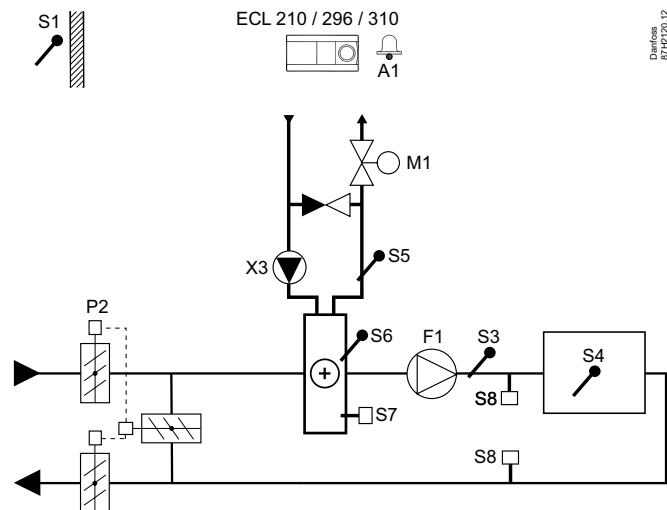 S1
ECL 210 / 296 / 310
A1
Danfoss
87H2120.12
M1
X3
S5
P2
S6
F1
S3
S4
S8
S7
S8